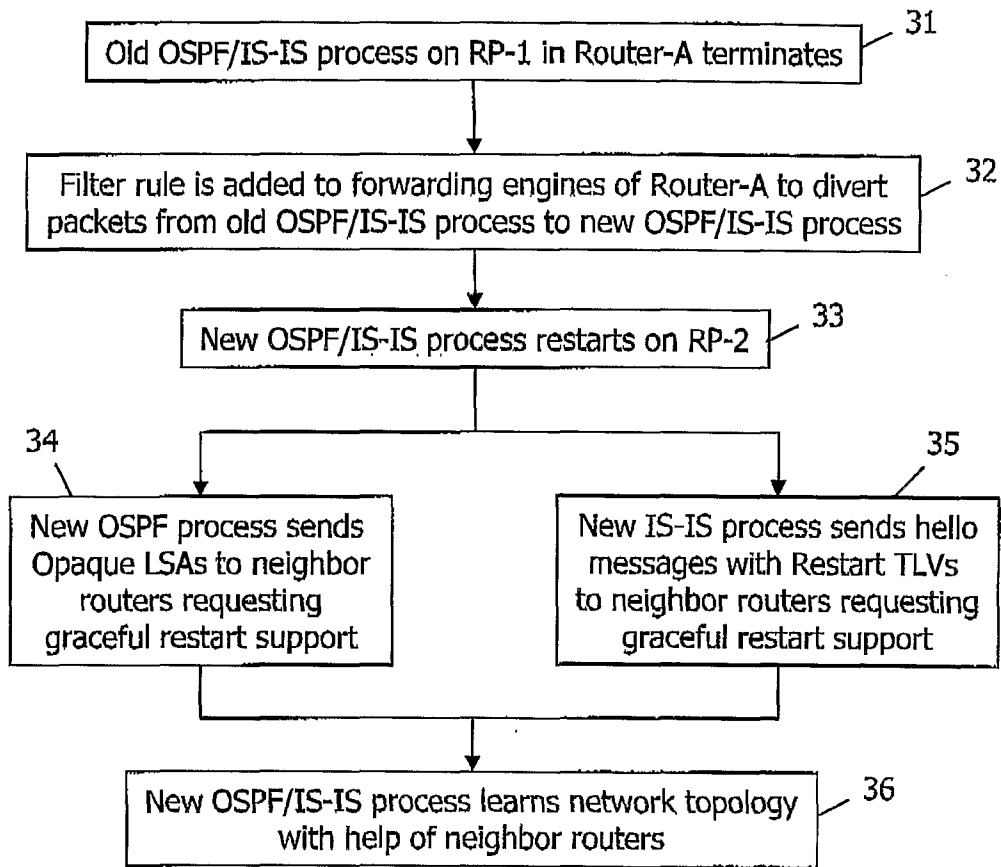 31
Old OSPF/IS-IS process on RP-1 in Router-A terminates
32
Filter rule is added to forwarding engines of Router-A to divert
packets from old OSPF/IS-IS process to new OSPF/IS-IS process
33
New OSPF/IS-IS process restarts on RP-2
34
New OSPF process sends
Opaque LSAs to neighbor
routers requesting
graceful restart support
35
New IS-IS process sends hello
messages with Restart TLVs
to neighbor routers requesting
graceful restart support
36
New OSPF/IS-IS process learns network topology
with help of neighbor routers